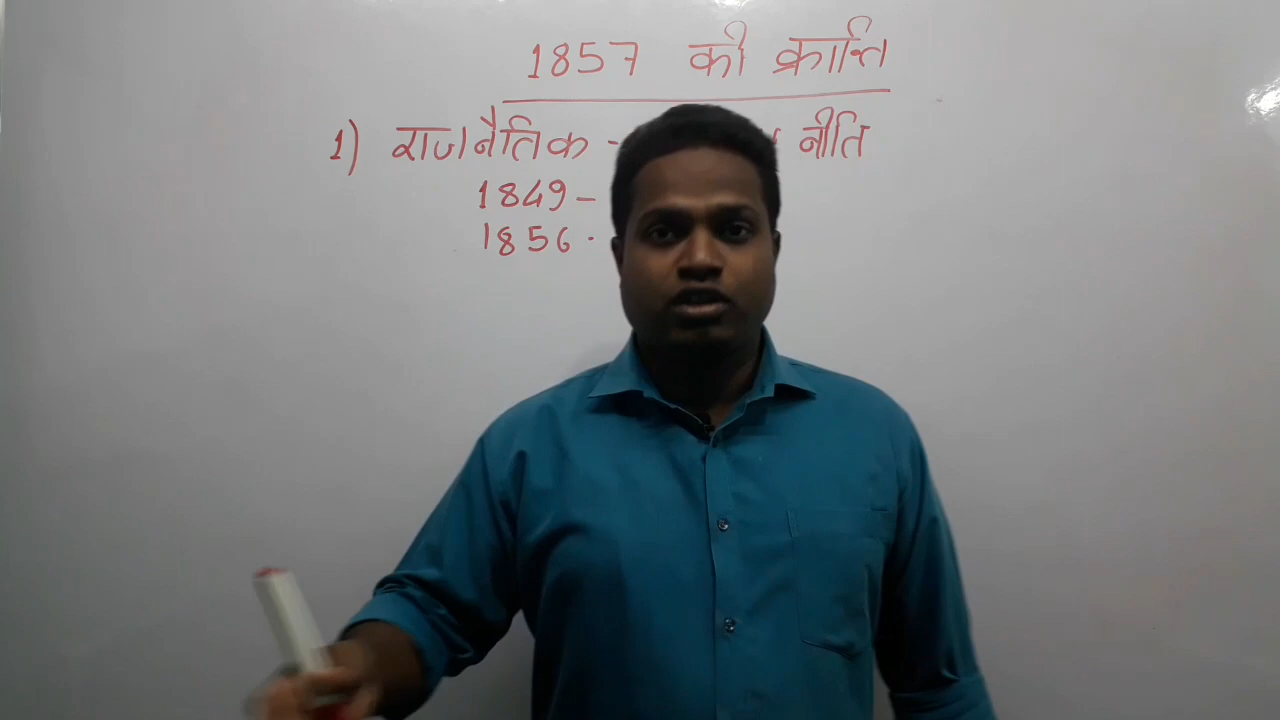 1857 की क्रान्ति
1) राजनैतिक - नीति
1849 -
1856 -